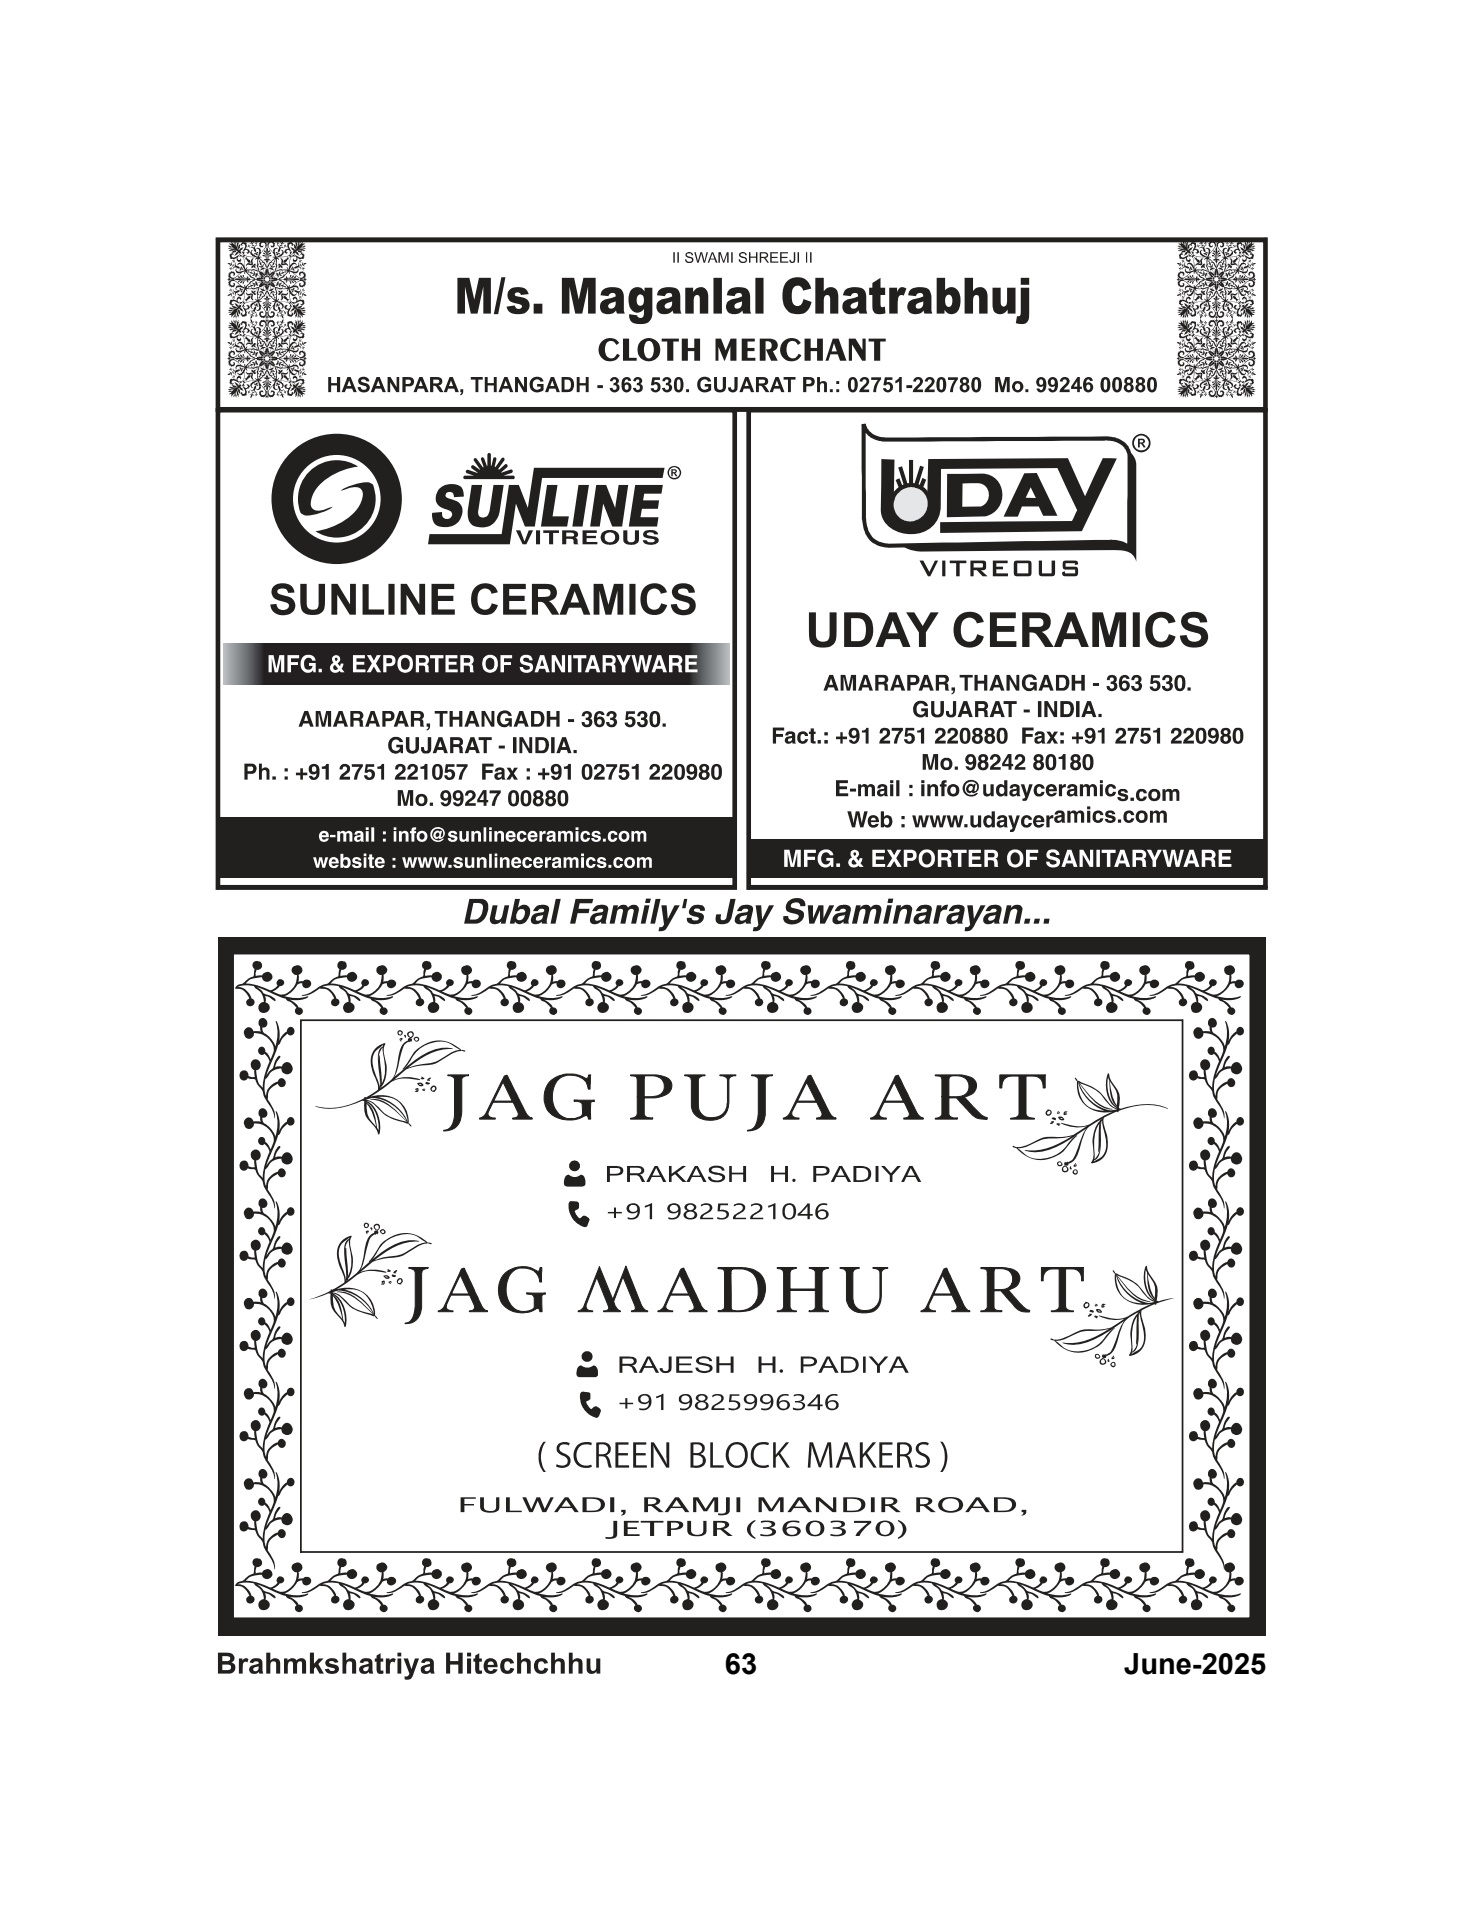 II SWAMI SHREEJI II
M/s. Maganlal Chatrabhuj
CLOTH MERCHANT
HASANPARA, THANGADH - 363 530. GUJARAT Ph.: 02751-220780 Mo. 99246 00880
SUNLINE ®
VITREOUS
SUNLINE CERAMICS
MFG. & EXPORTER OF SANITARYWARE
AMARAPAR, THANGADH - 363 530.
GUJARAT - INDIA.
Ph. : +91 2751 221057 Fax : +91 02751 220980
Mo. 99247 00880
e-mail : info@sunlineceramics.com
website : www.sunlineceramics.com
UDAY ®
VITREOUS
UDAY CERAMICS
AMARAPAR, THANGADH - 363 530.
GUJARAT - INDIA.
Fact.: +91 2751 220880 Fax: +91 2751 220980
Mo. 98242 80180
E-mail : info@udayceramics.com
Web : www.udayceramics.com
MFG. & EXPORTER OF SANITARYWARE
Dubal Family's Jay Swaminarayan...
JAG PUJA ART
PRAKASH H. PADIYA
+91 9825221046
JAG MADHU ART
RAJESH H. PADIYA
+91 9825996346
( SCREEN BLOCK MAKERS )
FULWADI, RAMJI MANDIR ROAD,
JETPUR (360370)
Brahmkshatriya Hitechchhu 63 June-2025